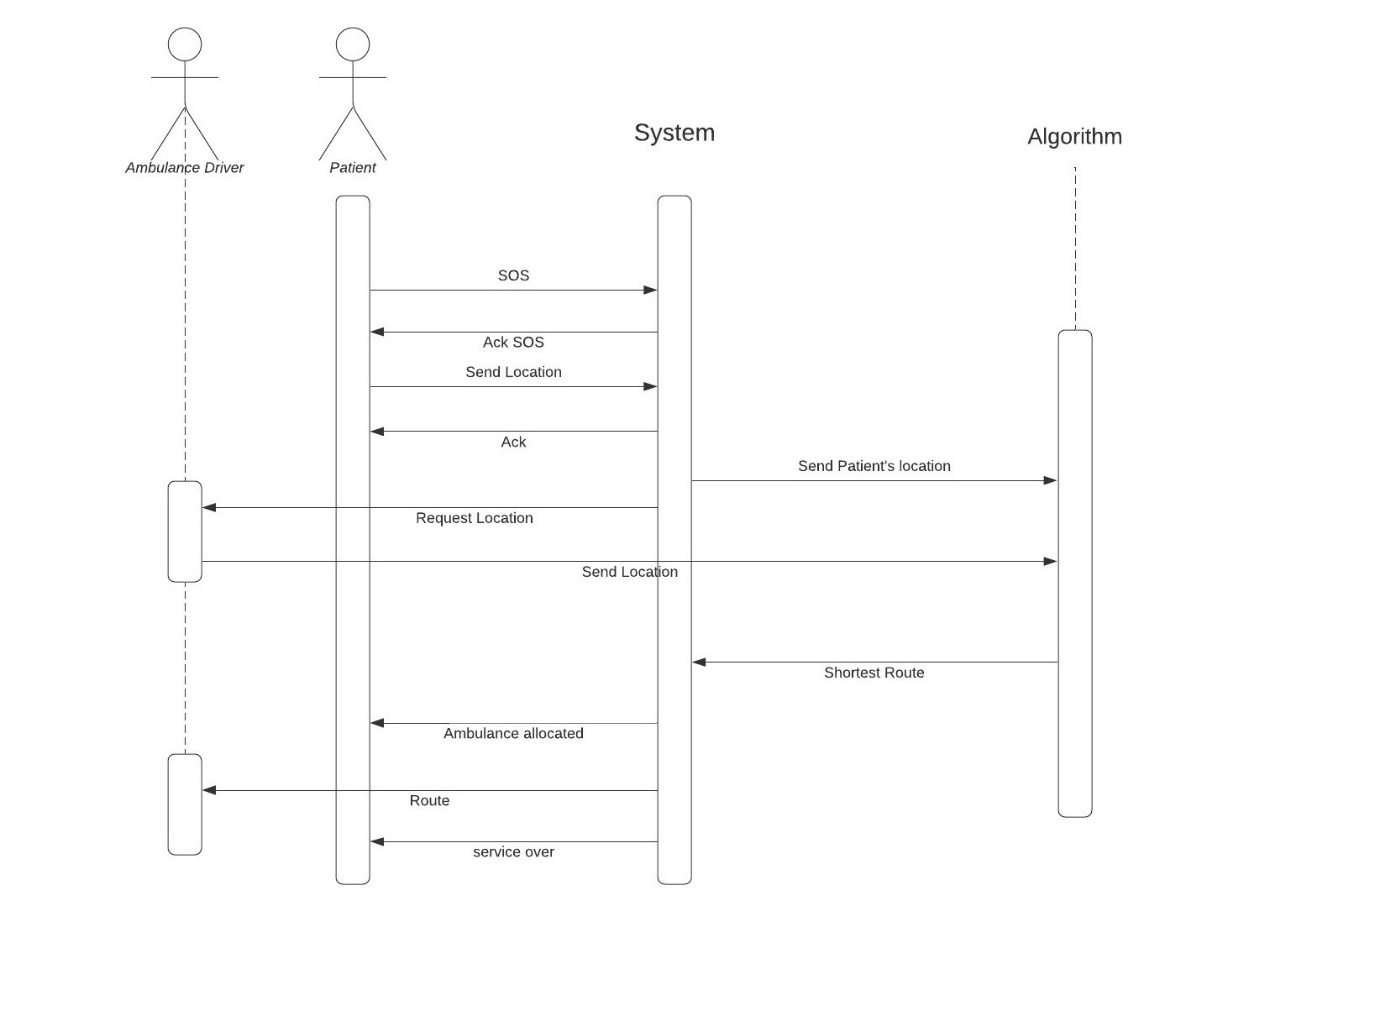 System
Algorithm
Ambulance Driver
Patient
SOS
Ack SOS
Send Location
Ack
Send Patient's location
Request Location
Send Location
Shortest Route
Ambulance allocated
Route
service over